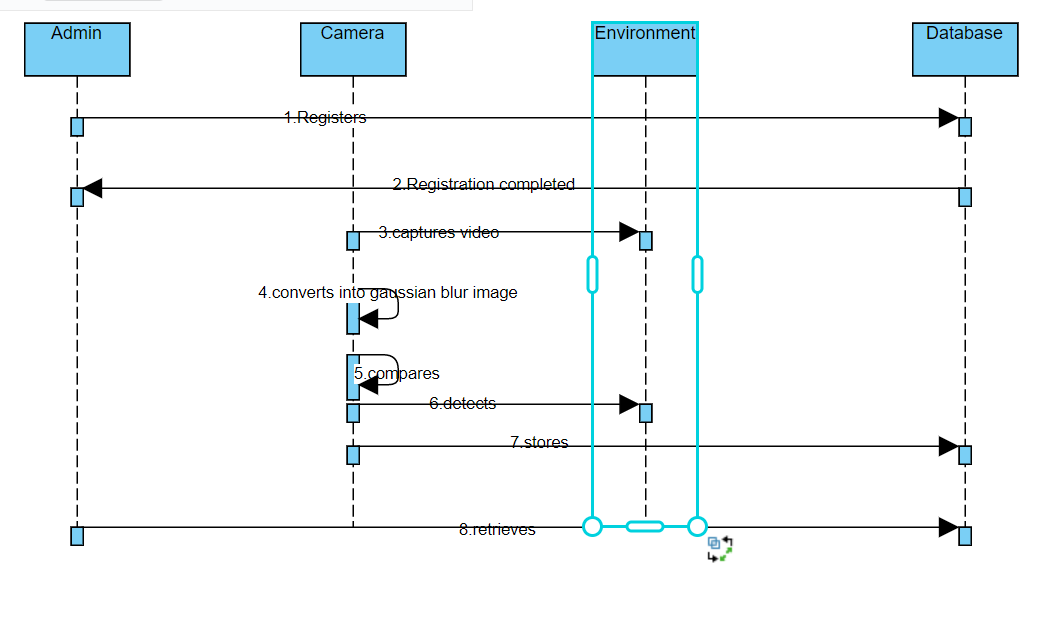 Admin
Camera
Environment
Database
1.Registers
2.Registration completed
3.captures video
4.converts into gaussian blur image
5.compares
6.detects
7.stores
8.retrieves